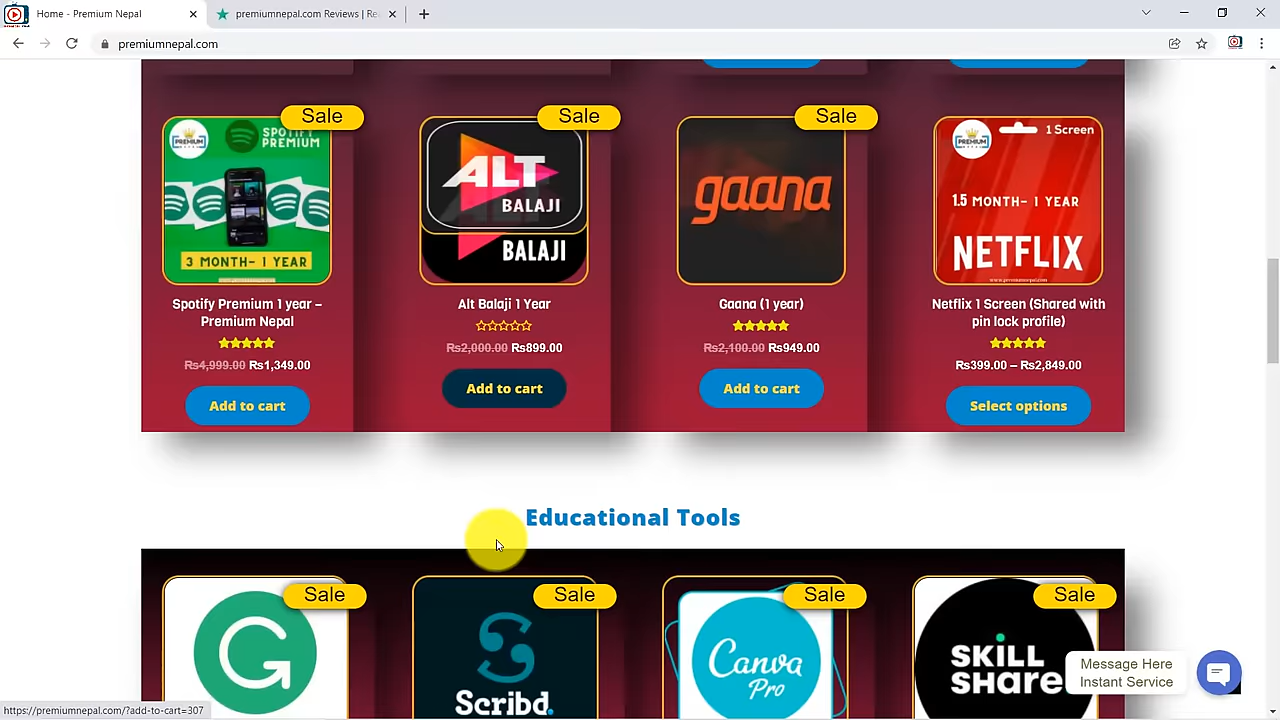 Home - Premium Nepal
premiumnepal.com Reviews | Re
premiumnepal.com
Sale
Sale
Sale
PREMIUM
SPOTIFY
PREMIUM
3 MONTH- 1 YEAR
ALT
BALAJI
BALAJI
gaana
PREMIUM
1 Screen
1.5 MONTH- 1 YEAR
NETFLIX
www.premiumnepal.com
Spotify Premium 1 year –
Premium Nepal
Rs4,999.00 Rs1,349.00
Add to cart
Alt Balaji 1 Year
Rs2,000.00 Rs899.00
Add to cart
Gaana (1 year)
Rs2,100.00 Rs949.00
Add to cart
Netflix 1 Screen (Shared with
pin lock profile)
Rs399.00 – Rs2,849.00
Select options
Educational Tools
Sale
Sale
Sale
Sale
G
Scribd.
Canva
Pro
SKILL
SHARE
Message Here
Instant Service
https://premiumnepal.com/?add-to-cart=307